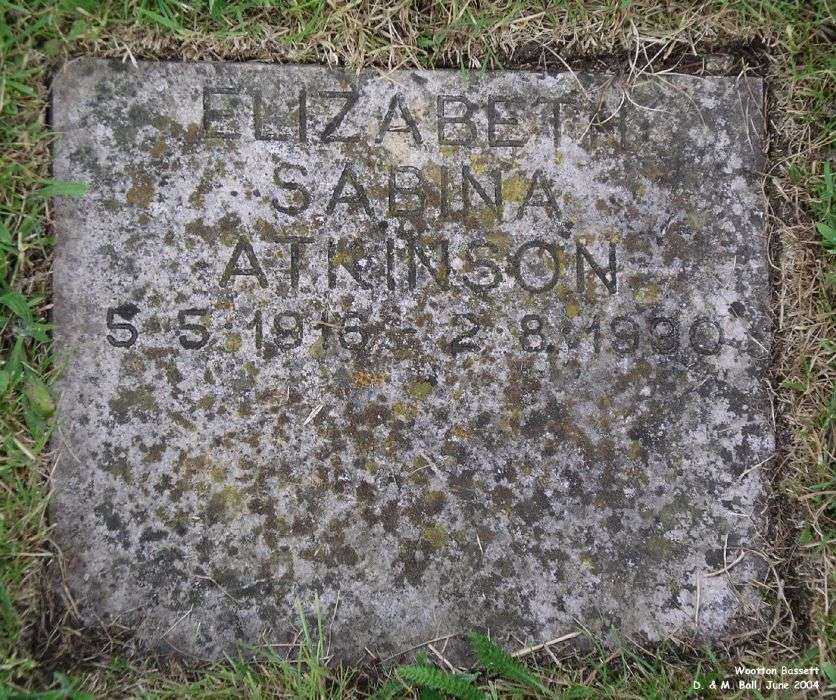 ELIZABETH
SABINA
ATKINSON
5 . 5 . 1916 - 2 . 8 . 1990
Wootton Bassett
D. & M. Ball, June 2004